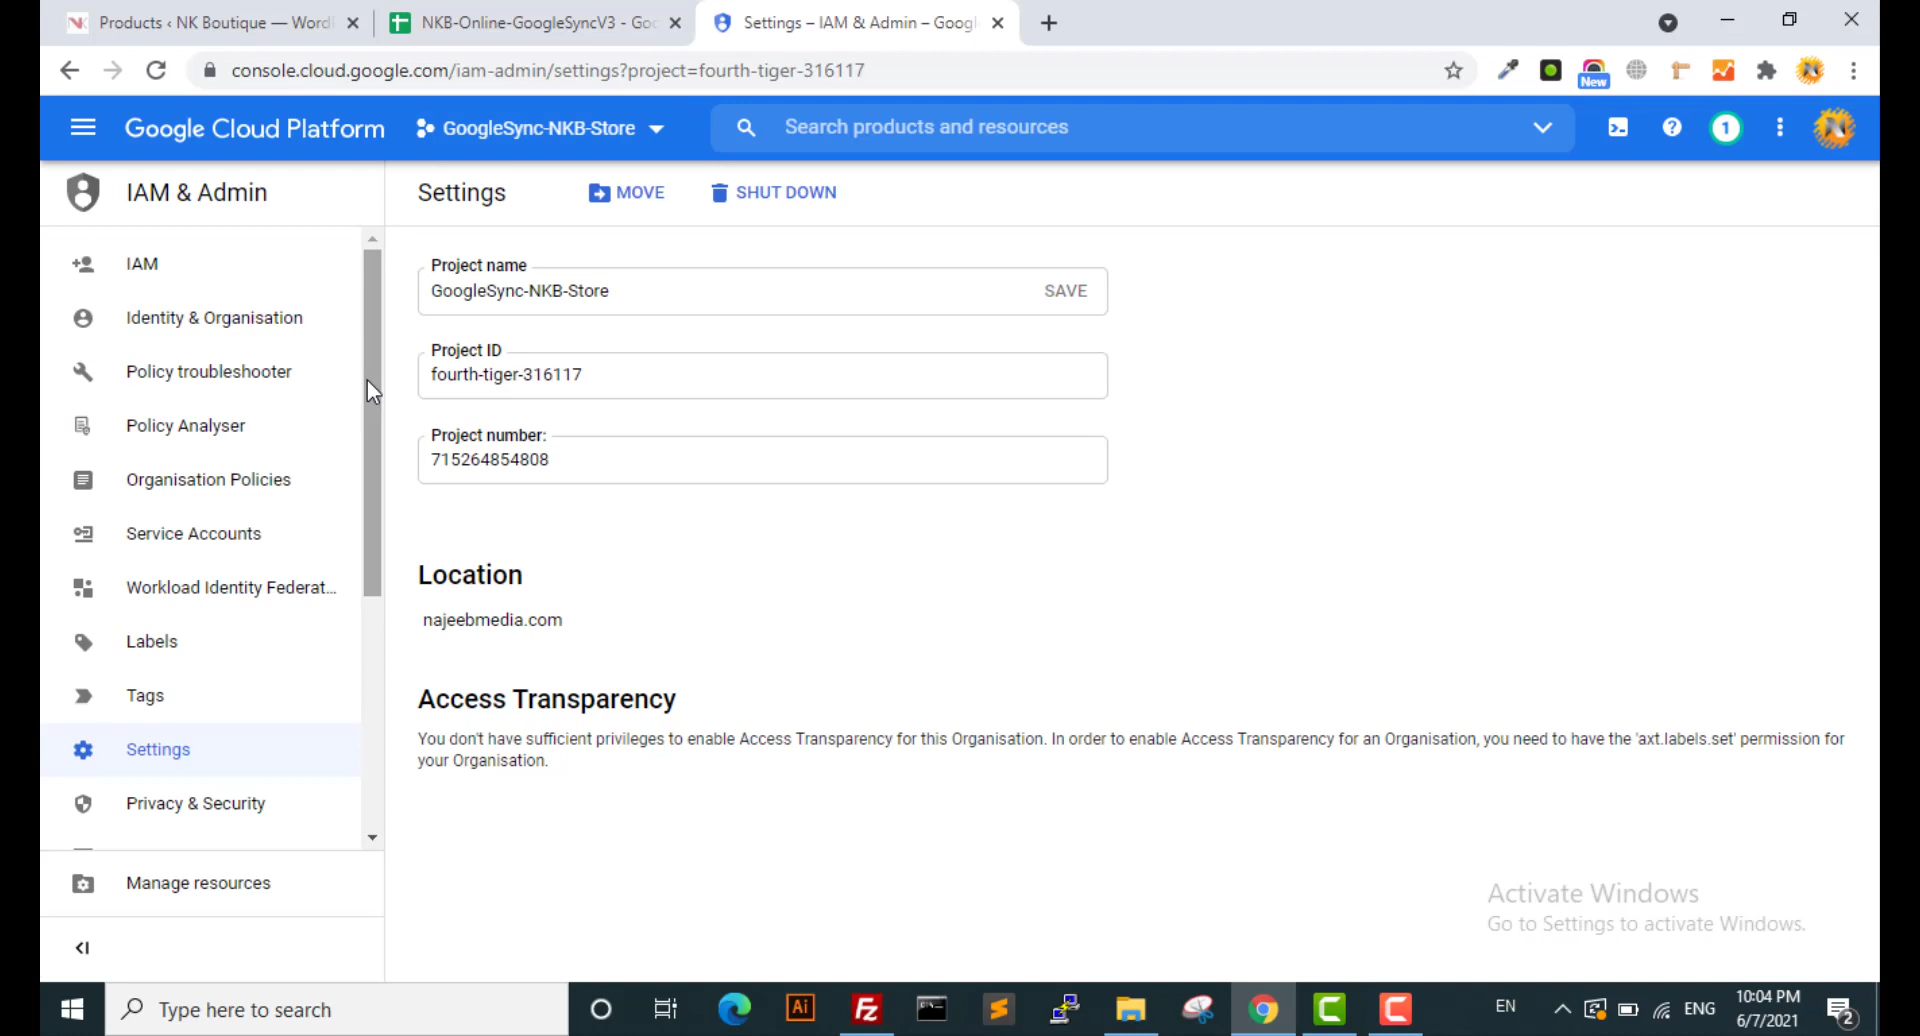 Products ‹ NK Boutique — Word
NKB-Online-GoogleSyncV3 - Goo
Settings – IAM & Admin – Googl
console.cloud.google.com/iam-admin/settings?project=fourth-tiger-316117
New
Google Cloud Platform
GoogleSync-NKB-Store
Search products and resources
1
IAM & Admin
Settings
MOVE
SHUT DOWN
IAM
Identity & Organisation
Policy troubleshooter
Policy Analyser
Organisation Policies
Service Accounts
Workload Identity Federat...
Labels
Tags
Settings
Privacy & Security
Manage resources
Project name
GoogleSync-NKB-Store
SAVE
Project ID
fourth-tiger-316117
Project number:
715264854808
Location
najeebmedia.com
Access Transparency
You don't have sufficient privileges to enable Access Transparency for this Organisation. In order to enable Access Transparency for an Organisation, you need to have the 'axt.labels.set' permission for
your Organisation.
Activate Windows
Go to Settings to activate Windows.
Type here to search
Ai
Fz
EN
ENG
10:04 PM
6/7/2021
2